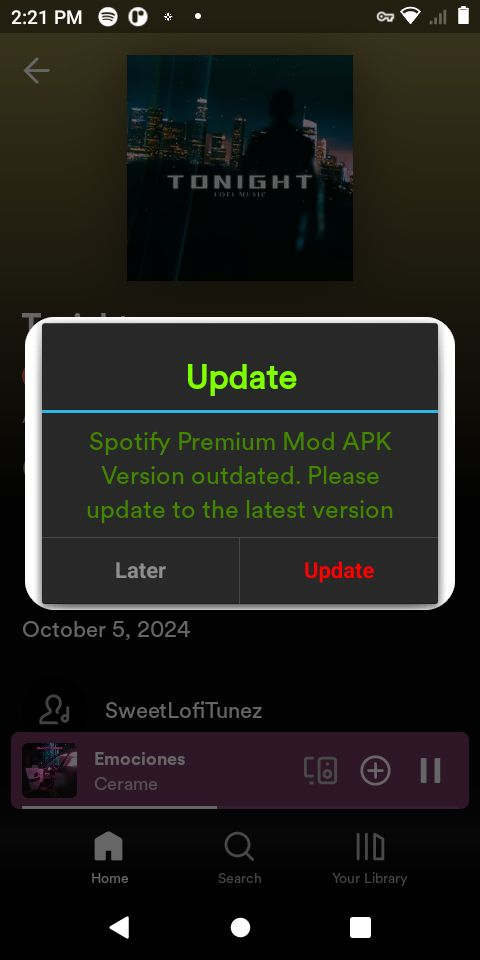 2:21 PM
TONIGHT
LOFI MUSIC
Update
Spotify Premium Mod APK
Version outdated. Please
update to the latest version
Later
Update
October 5, 2024
SweetLofiTunez
Emociones
Cerame
Home
Search
Your Library